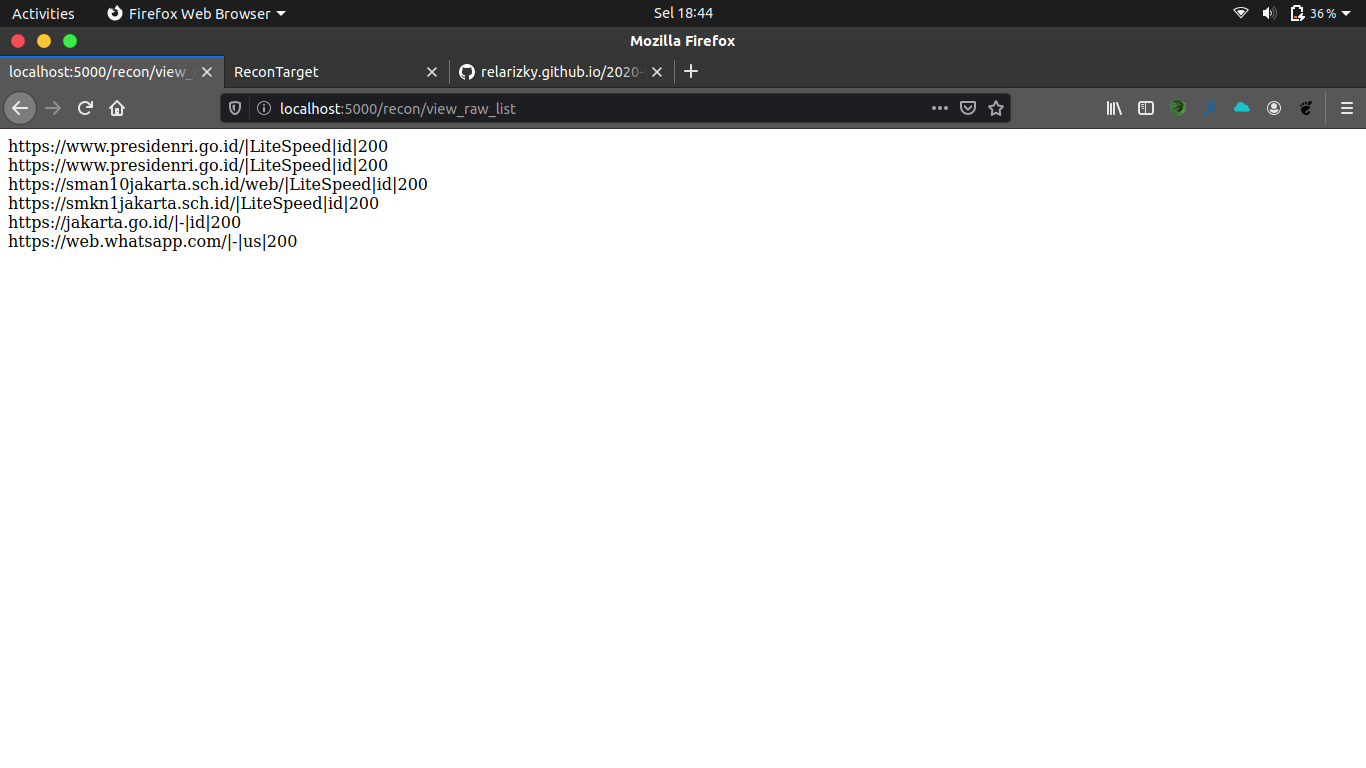 Activities Firefox Web Browser Sel 18:44 36 %
Mozilla Firefox
localhost:5000/recon/view_ ReconTarget relarizky.github.io/2020-
localhost:5000/recon/view_raw_list
https://www.presidenri.go.id/|LiteSpeed|id|200
https://www.presidenri.go.id/|LiteSpeed|id|200
https://sman10jakarta.sch.id/web/|LiteSpeed|id|200
https://smkn1jakarta.sch.id/|LiteSpeed|id|200
https://jakarta.go.id/|-|id|200
https://web.whatsapp.com/|-|us|200